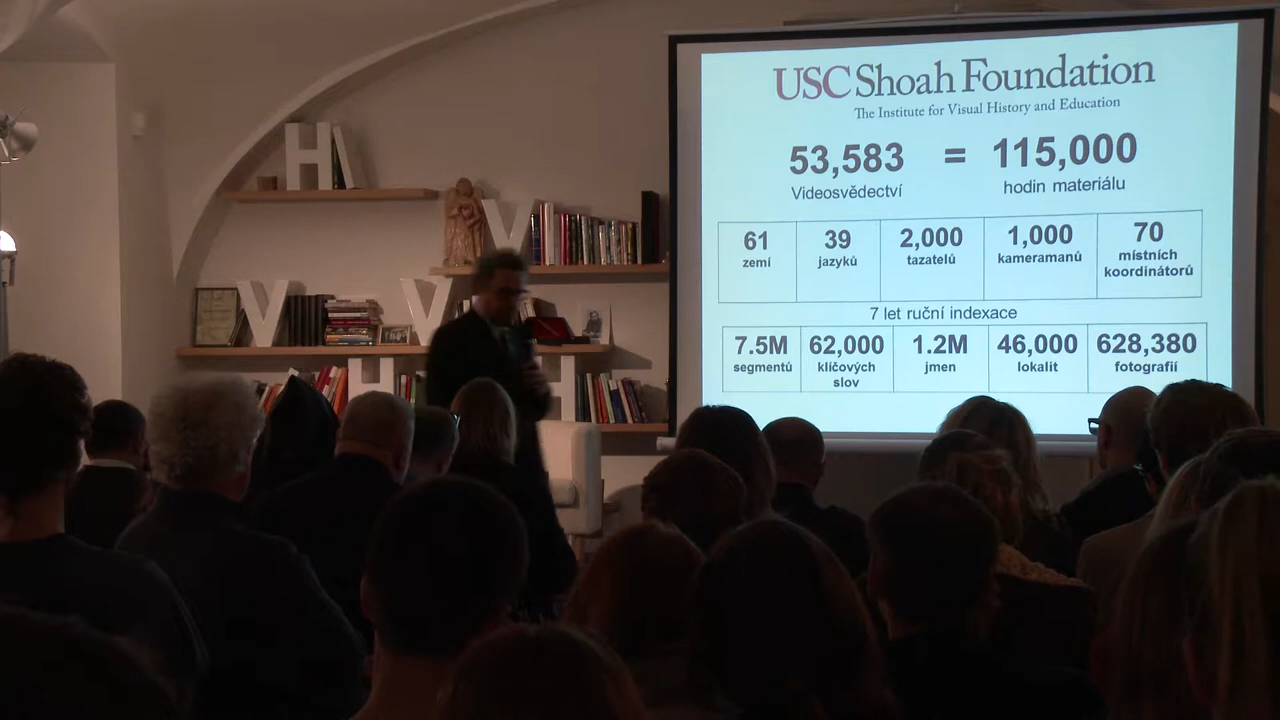 USC Shoah Foundation
The Institute for Visual History and Education
53,583 = 115,000
Videosvědectví hodin materiálu
61 39 2,000 1,000 70
zemí jazyků tazatelů kameramanů místních
koordinátorů
7 let ruční indexace
7.5M 62,000 1.2M 46,000 628,380
segmentů klíčových jmen lokalit fotografií
slov
H
V
V V
H